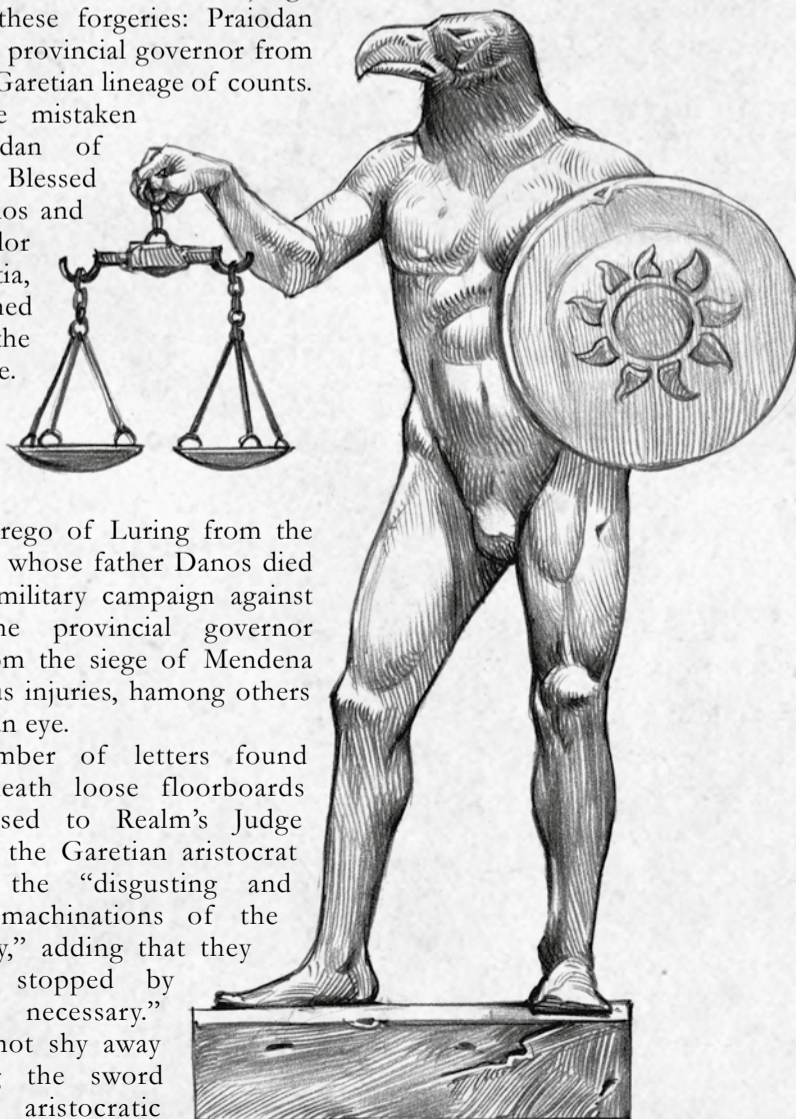 these forgeries: Praiodan
provincial governor from
Garetian lineage of counts.
mistaken
dan of
Blessed
os and
lor
tia,
ned
the
e.
rego of Luring from the
whose father Danos died
military campaign against
ne provincial governor
om the siege of Mendena
us injuries, hamong others
an eye.
mber of letters found
eath loose floorboards
sed to Realm’s Judge
the Garetian aristocrat
the “disgusting and
machinations of the
y,” adding that they
stopped by
necessary.”
not shy away
the sword
aristocratic